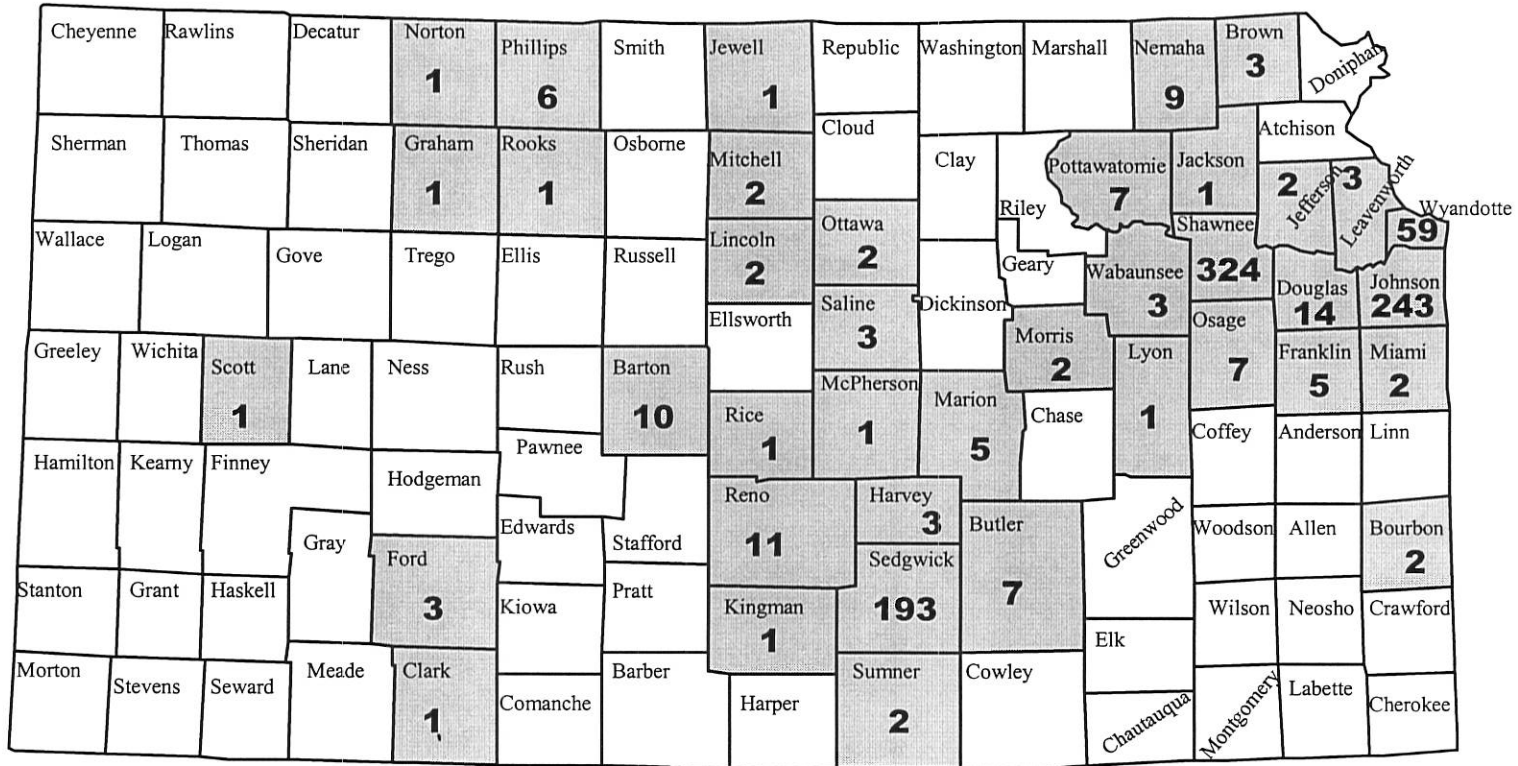 Cheyenne
Rawlins
Decatur
Norton
1
Phillips
6
Smith
Jewell
1
Republic
Washington
Marshall
Nemaha
9
Brown
3
Doniphan
Sherman
Thomas
Sheridan
Graham
1
Rooks
1
Osborne
Mitchell
2
Cloud
Clay
Riley
Pottawatomie
7
Jackson
1
Atchison
2
Jefferson
3
Leavenworth
Wyandotte
59
Wallace
Logan
Gove
Trego
Ellis
Russell
Lincoln
2
Ottawa
2
Geary
Wabaunsee
3
Shawnee
324
Douglas
14
Johnson
243
Ellsworth
Saline
3
Dickinson
Morris
2
Lyon
1
Osage
7
Franklin
5
Miami
2
Greeley
Wichita
Scott
1
Lane
Ness
Rush
Barton
10
Rice
1
McPherson
1
Marion
5
Chase
Coffey
Anderson
Linn
Hamilton
Kearny
Finney
Hodgeman
Pawnee
Reno
11
Harvey
3
Butler
7
Greenwood
Woodson
Allen
Bourbon
2
Gray
Ford
3
Edwards
Stafford
Sedgwick
193
Stanton
Grant
Haskell
Kiowa
Pratt
Kingman
1
Elk
Wilson
Neosho
Crawford
Morton
Stevens
Seward
Meade
Clark
1
Comanche
Barber
Harper
Sumner
2
Cowley
Chautauqua
Montgomery
Labette
Cherokee